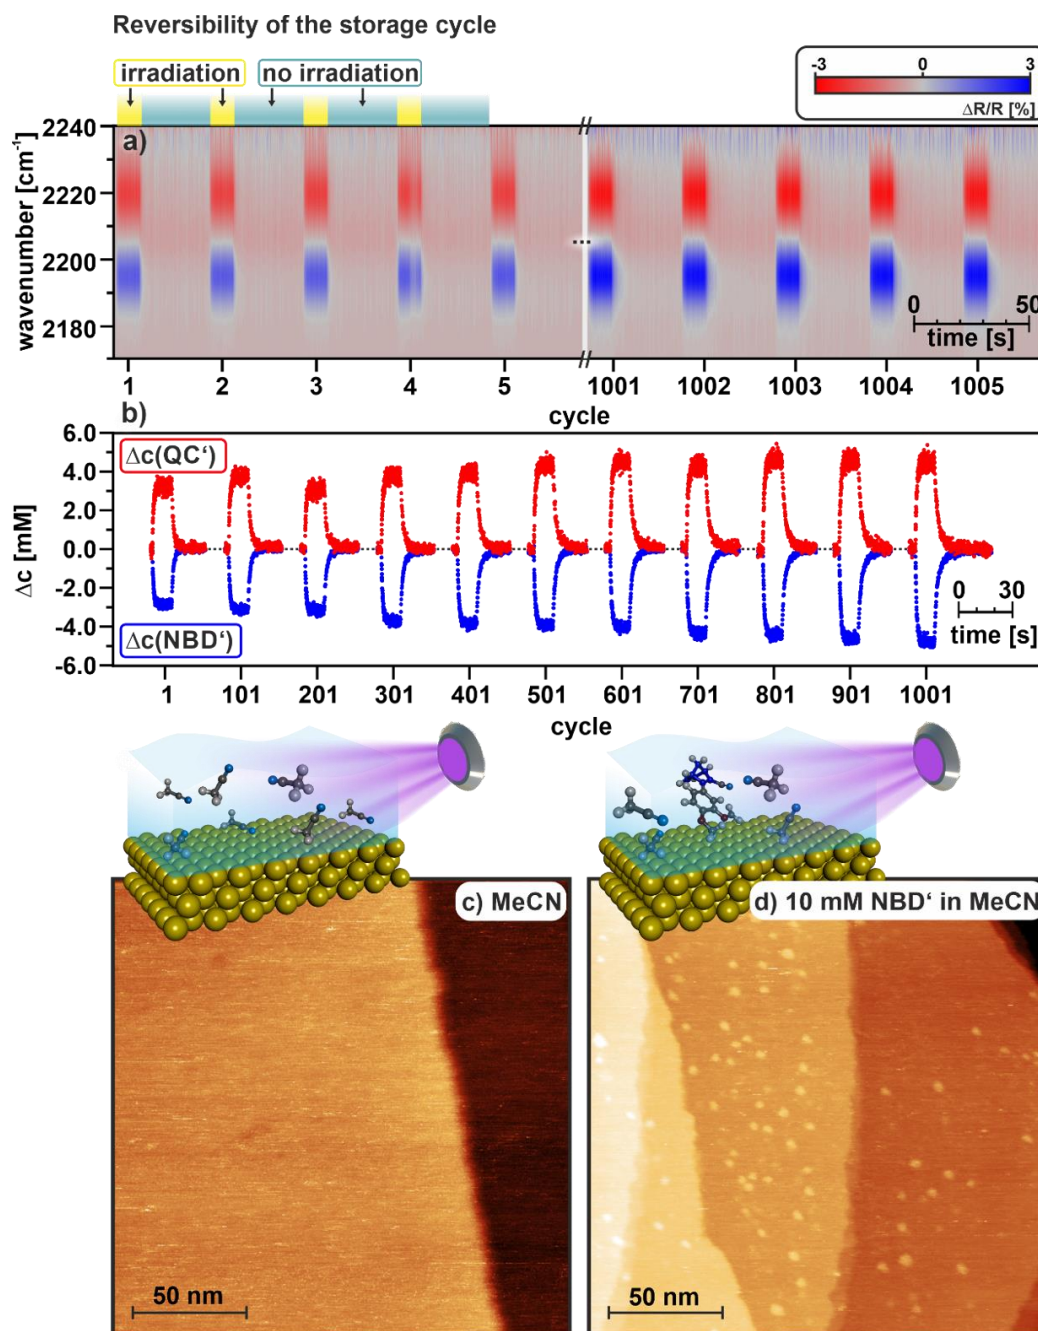 Reversibility of the storage cycle
irradiation
no irradiation
-3 0 3
ΔR/R [%]
a)
wavenumber [cm⁻¹]
2240
2220
2200
2180
...
0 50
time [s]
1 2 3 4 5 1001 1002 1003 1004 1005
cycle
b)
Δc(QC‘)
Δc(NBD‘)
Δc [mM]
6.0
4.0
2.0
0.0
-2.0
-4.0
-6.0
0 30
time [s]
1 101 201 301 401 501 601 701 801 901 1001
cycle
c) MeCN
50 nm
d) 10 mM NBD‘ in MeCN
50 nm